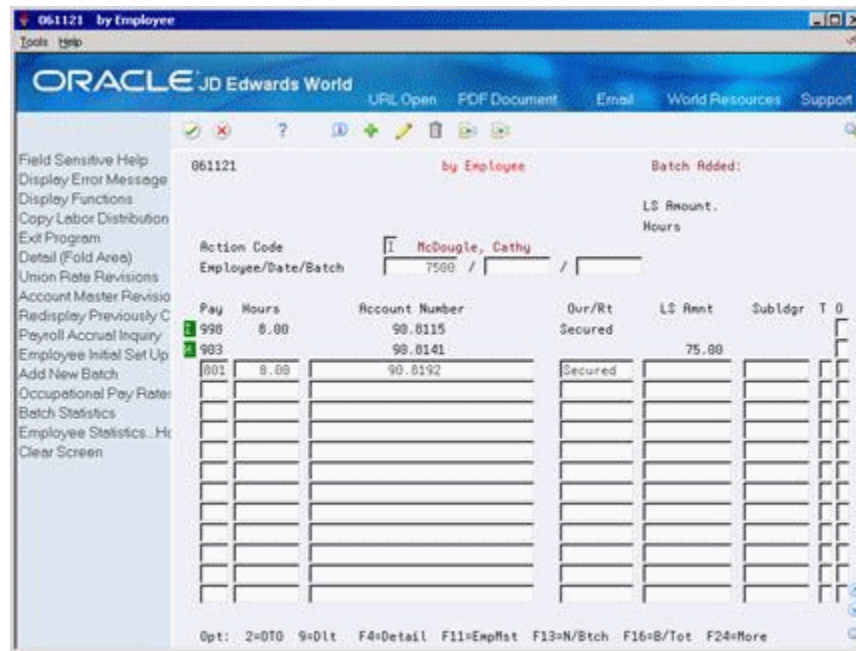 061121 by Employee
Tools Help
ORACLE JD Edwards World
URL Open PDF Document Email World Resources Support
Field Sensitive Help
Display Error Message
Display Functions
Copy Labor Distribution
Exit Program
Detail (Fold Area)
Union Rate Revisions
Account Master Revisio
Redisplay Previously C
Payroll Accrual Inquiry
Employee Initial Set Up
Add New Batch
Occupational Pay Rates
Batch Statistics
Employee Statistics..Ho
Clear Screen
061121 by Employee Batch Added:
LS Amount.
Hours
Action Code I McDougle, Cathy
Employee/Date/Batch 7500 / /
Pay Hours Account Number Ovr/Rt LS Amnt Subldgr T O
998 8.00 90.8115 Secured
903 90.8141 75.00
801 8.00 90.8192 Secured
Opt: 2=OTO 9=Dlt F4=Detail F11=EmpMst F13=N/Btch F16=B/Tot F24=More